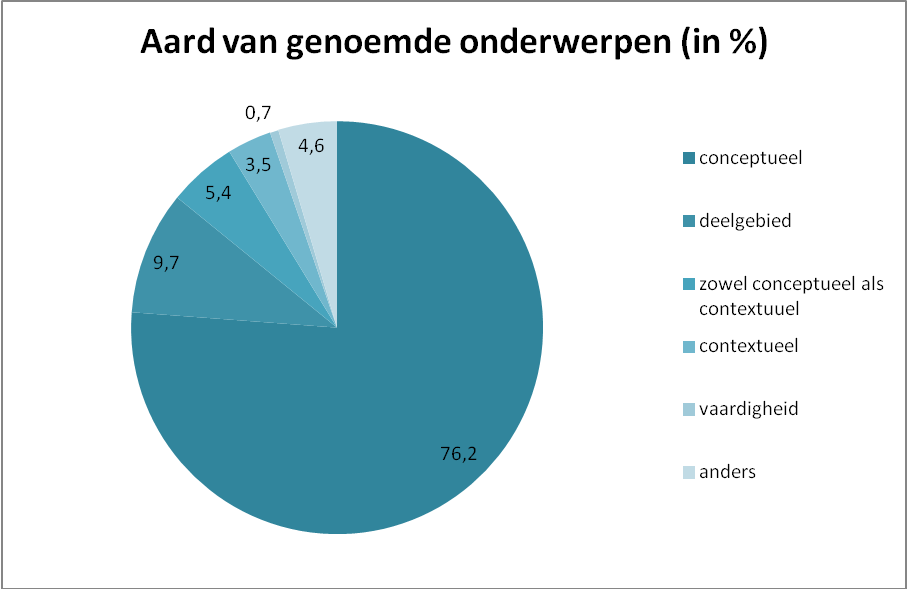 Aard van genoemde onderwerpen (in %)
0,7
4,6
3,5
5,4
9,7
76,2
conceptueel
deelgebied
zowel conceptueel als
contextuuel
contextueel
vaardigheid
anders